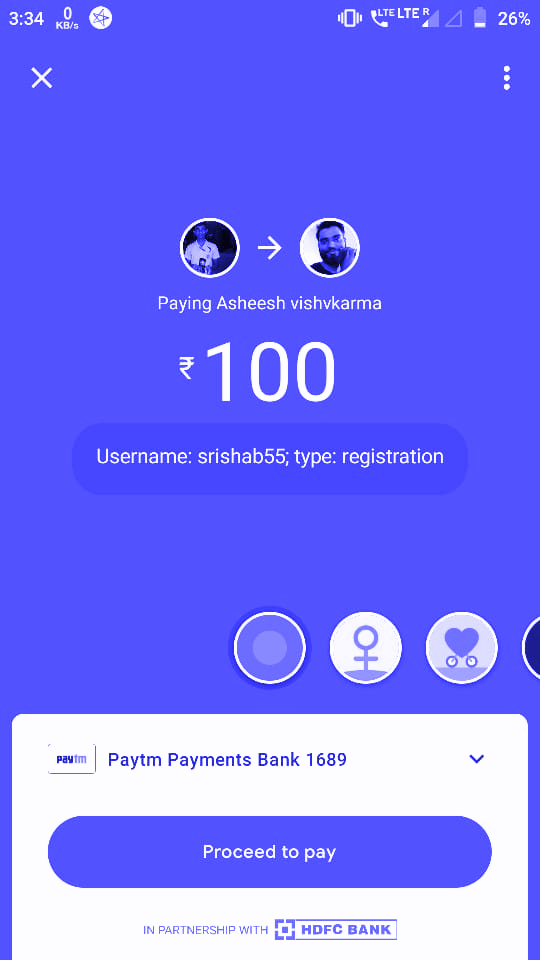 3:34 0 KB/s LTE LTE R 26%
Paying Asheesh vishvkarma
₹100
Username: srishab55; type: registration
paytm Paytm Payments Bank 1689
Proceed to pay
IN PARTNERSHIP WITH HDFC BANK